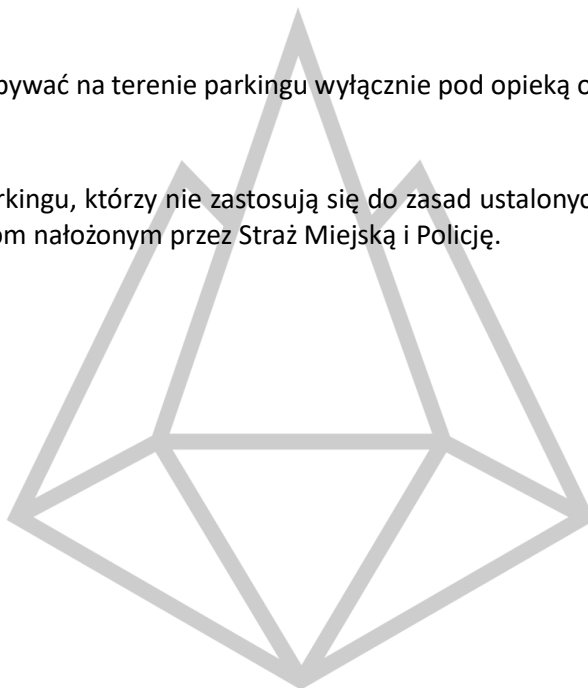 bywać na terenie parkingu wyłącznie pod opieką o
rkingu, którzy nie zastosują się do zasad ustalonyc
om nałożonym przez Straż Miejską i Policję.